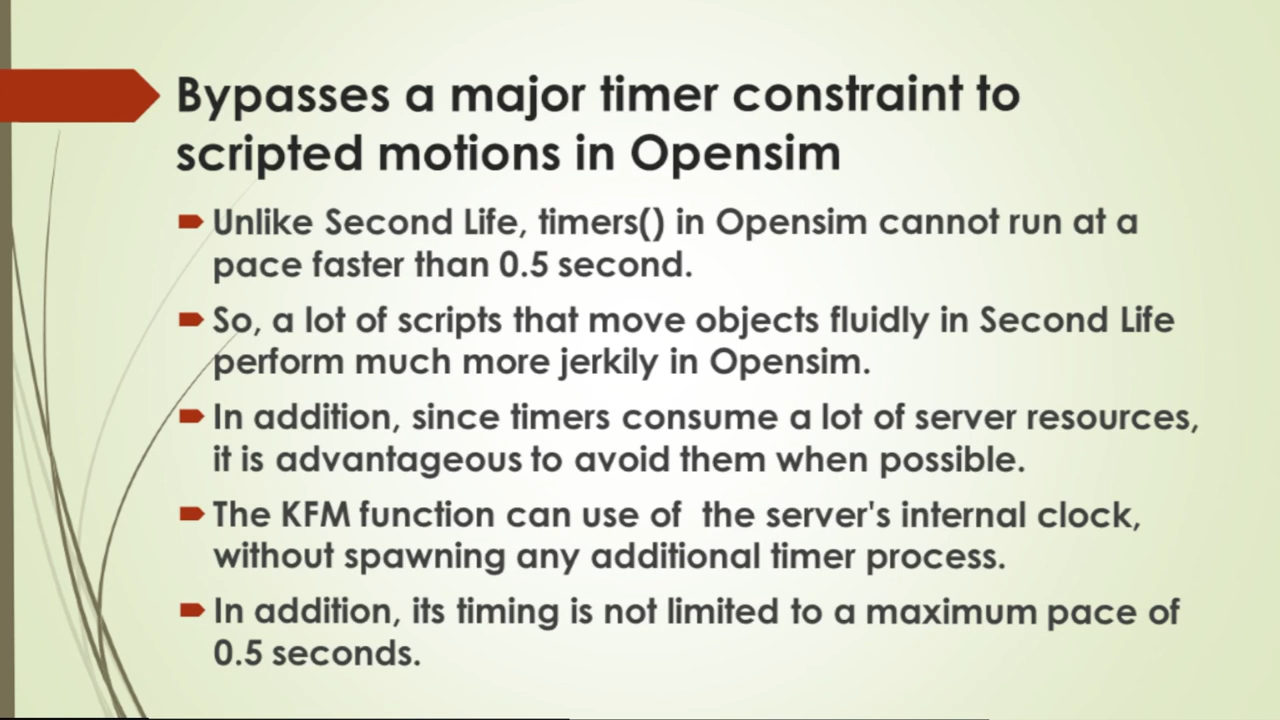 Bypasses a major timer constraint to
scripted motions in Opensim
Unlike Second Life, timers() in Opensim cannot run at a
pace faster than 0.5 second.
So, a lot of scripts that move objects fluidly in Second Life
perform much more jerkily in Opensim.
In addition, since timers consume a lot of server resources,
it is advantageous to avoid them when possible.
The KFM function can use of  the server's internal clock,
without spawning any additional timer process.
In addition, its timing is not limited to a maximum pace of
0.5 seconds.